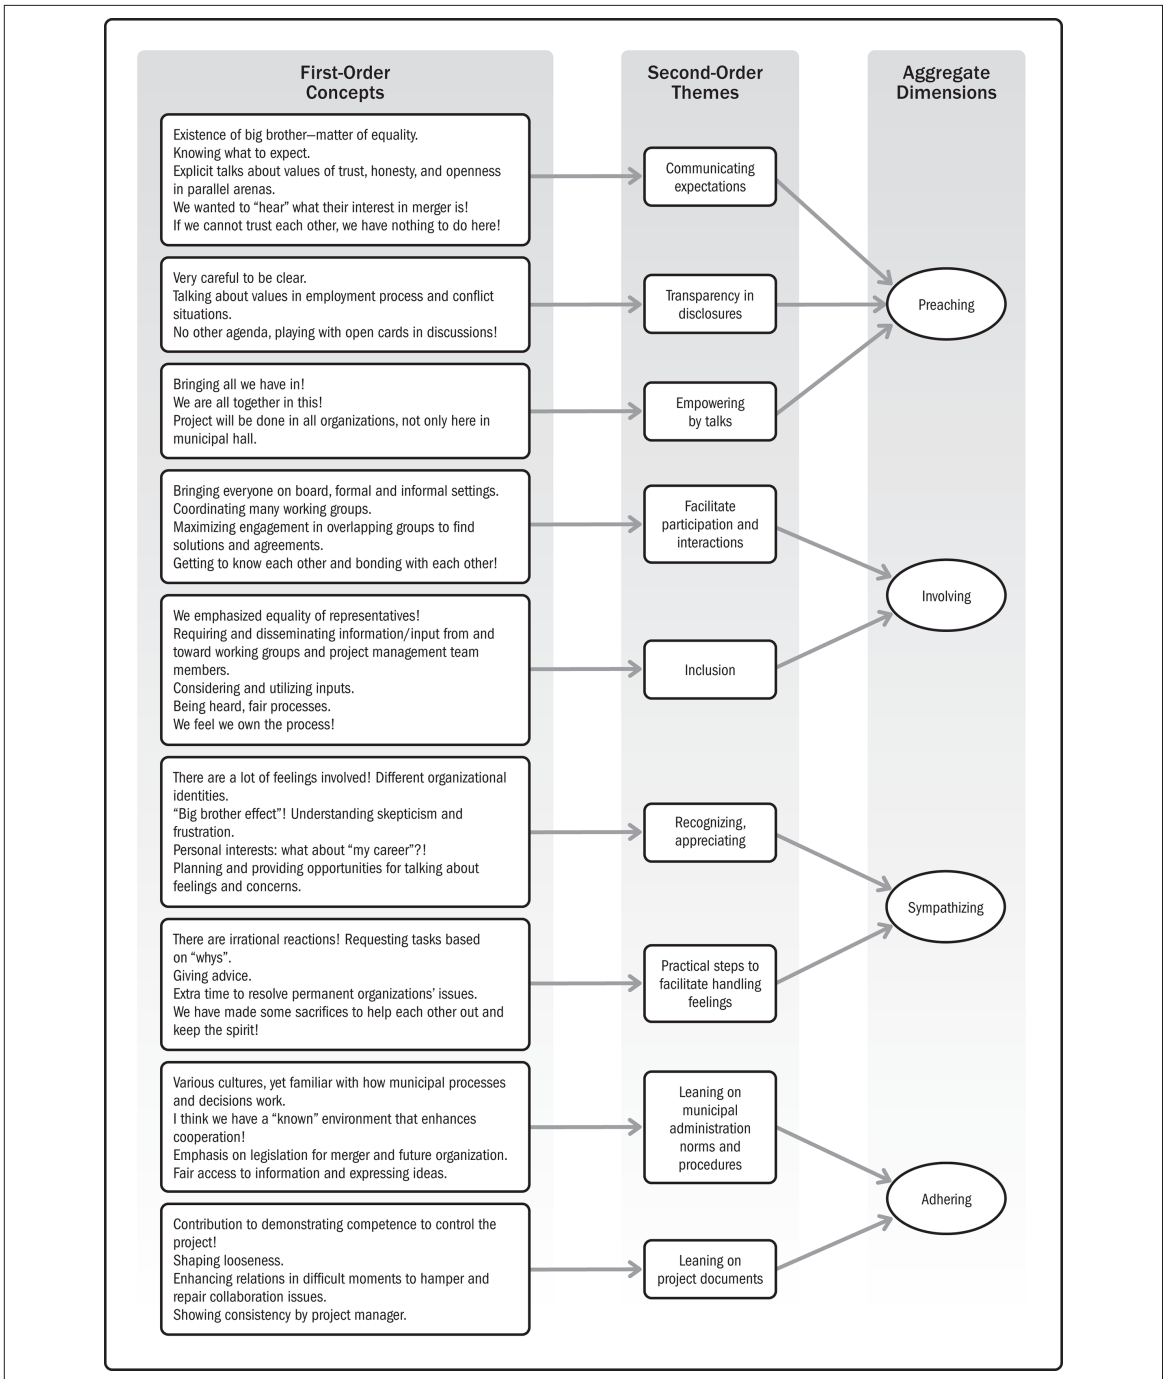 First-Order
Concepts
Second-Order
Themes
Aggregate
Dimensions
Existence of big brother—matter of equality.
Knowing what to expect.
Explicit talks about values of trust, honesty, and openness
in parallel arenas.
We wanted to “hear” what their interest in merger is!
If we cannot trust each other, we have nothing to do here!
Communicating
expectations
Very careful to be clear.
Talking about values in employment process and conflict
situations.
No other agenda, playing with open cards in discussions!
Transparency in
disclosures
Preaching
Bringing all we have in!
We are all together in this!
Project will be done in all organizations, not only here in
municipal hall.
Empowering
by talks
Bringing everyone on board, formal and informal settings.
Coordinating many working groups.
Maximizing engagement in overlapping groups to find
solutions and agreements.
Getting to know each other and bonding with each other!
Facilitate
participation and
interactions
Involving
We emphasized equality of representatives!
Requiring and disseminating information/input from and
toward working groups and project management team
members.
Considering and utilizing inputs.
Being heard, fair processes.
We feel we own the process!
Inclusion
There are a lot of feelings involved! Different organizational
identities.
“Big brother effect”! Understanding skepticism and
frustration.
Personal interests: what about “my career”?!
Planning and providing opportunities for talking about
feelings and concerns.
Recognizing,
appreciating
Sympathizing
There are irrational reactions! Requesting tasks based
on “whys”.
Giving advice.
Extra time to resolve permanent organizations’ issues.
We have made some sacrifices to help each other out and
keep the spirit!
Practical steps to
facilitate handling
feelings
Various cultures, yet familiar with how municipal processes
and decisions work.
I think we have a “known” environment that enhances
cooperation!
Emphasis on legislation for merger and future organization.
Fair access to information and expressing ideas.
Leaning on
municipal
administration
norms and
procedures
Adhering
Contribution to demonstrating competence to control the
project!
Shaping looseness.
Enhancing relations in difficult moments to hamper and
repair collaboration issues.
Showing consistency by project manager.
Leaning on
project documents